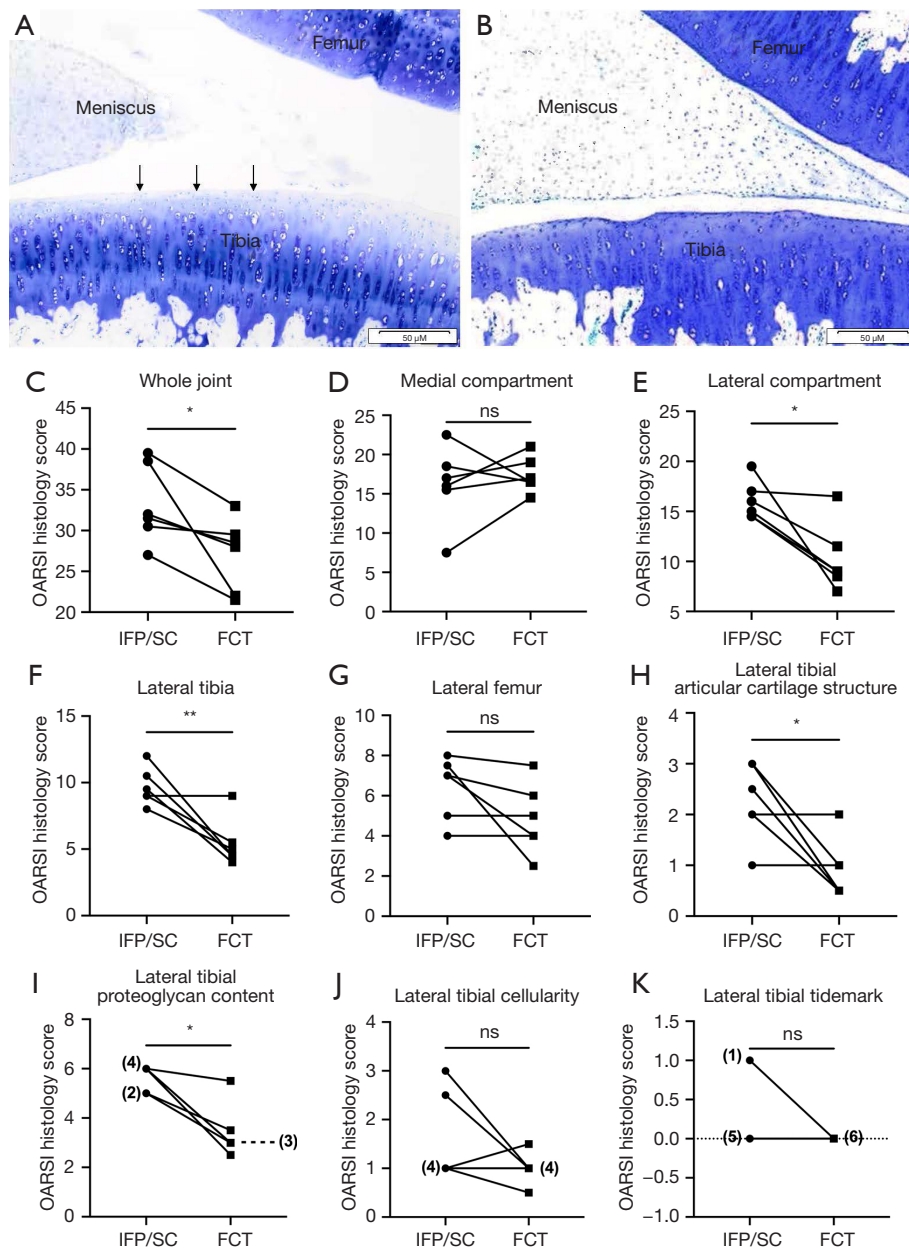 A
Femur
Meniscus
Tibia
50 µM
B
Femur
Meniscus
Tibia
50 µM
C
Whole joint
OARSI histology score
45
40
35
30
25
20
*
IFP/SC
FCT
D
Medial compartment
OARSI histology score
25
20
15
10
5
0
ns
IFP/SC
FCT
E
Lateral compartment
OARSI histology score
25
20
15
10
5
*
IFP/SC
FCT
F
Lateral tibia
OARSI histology score
15
10
5
0
**
IFP/SC
FCT
G
Lateral femur
OARSI histology score
10
8
6
4
2
0
ns
IFP/SC
FCT
H
Lateral tibial
articular cartilage structure
OARSI histology score
4
3
2
1
0
*
IFP/SC
FCT
I
Lateral tibial
proteoglycan content
OARSI histology score
8
6
4
2
0
*
(4)
(2)
(3)
IFP/SC
FCT
J
Lateral tibial cellularity
OARSI histology score
4
3
2
1
0
ns
(4)
(4)
IFP/SC
FCT
K
Lateral tibial tidemark
OARSI histology score
1.5
1.0
0.5
0.0
−0.5
−1.0
ns
(1)
(5)
(6)
IFP/SC
FCT